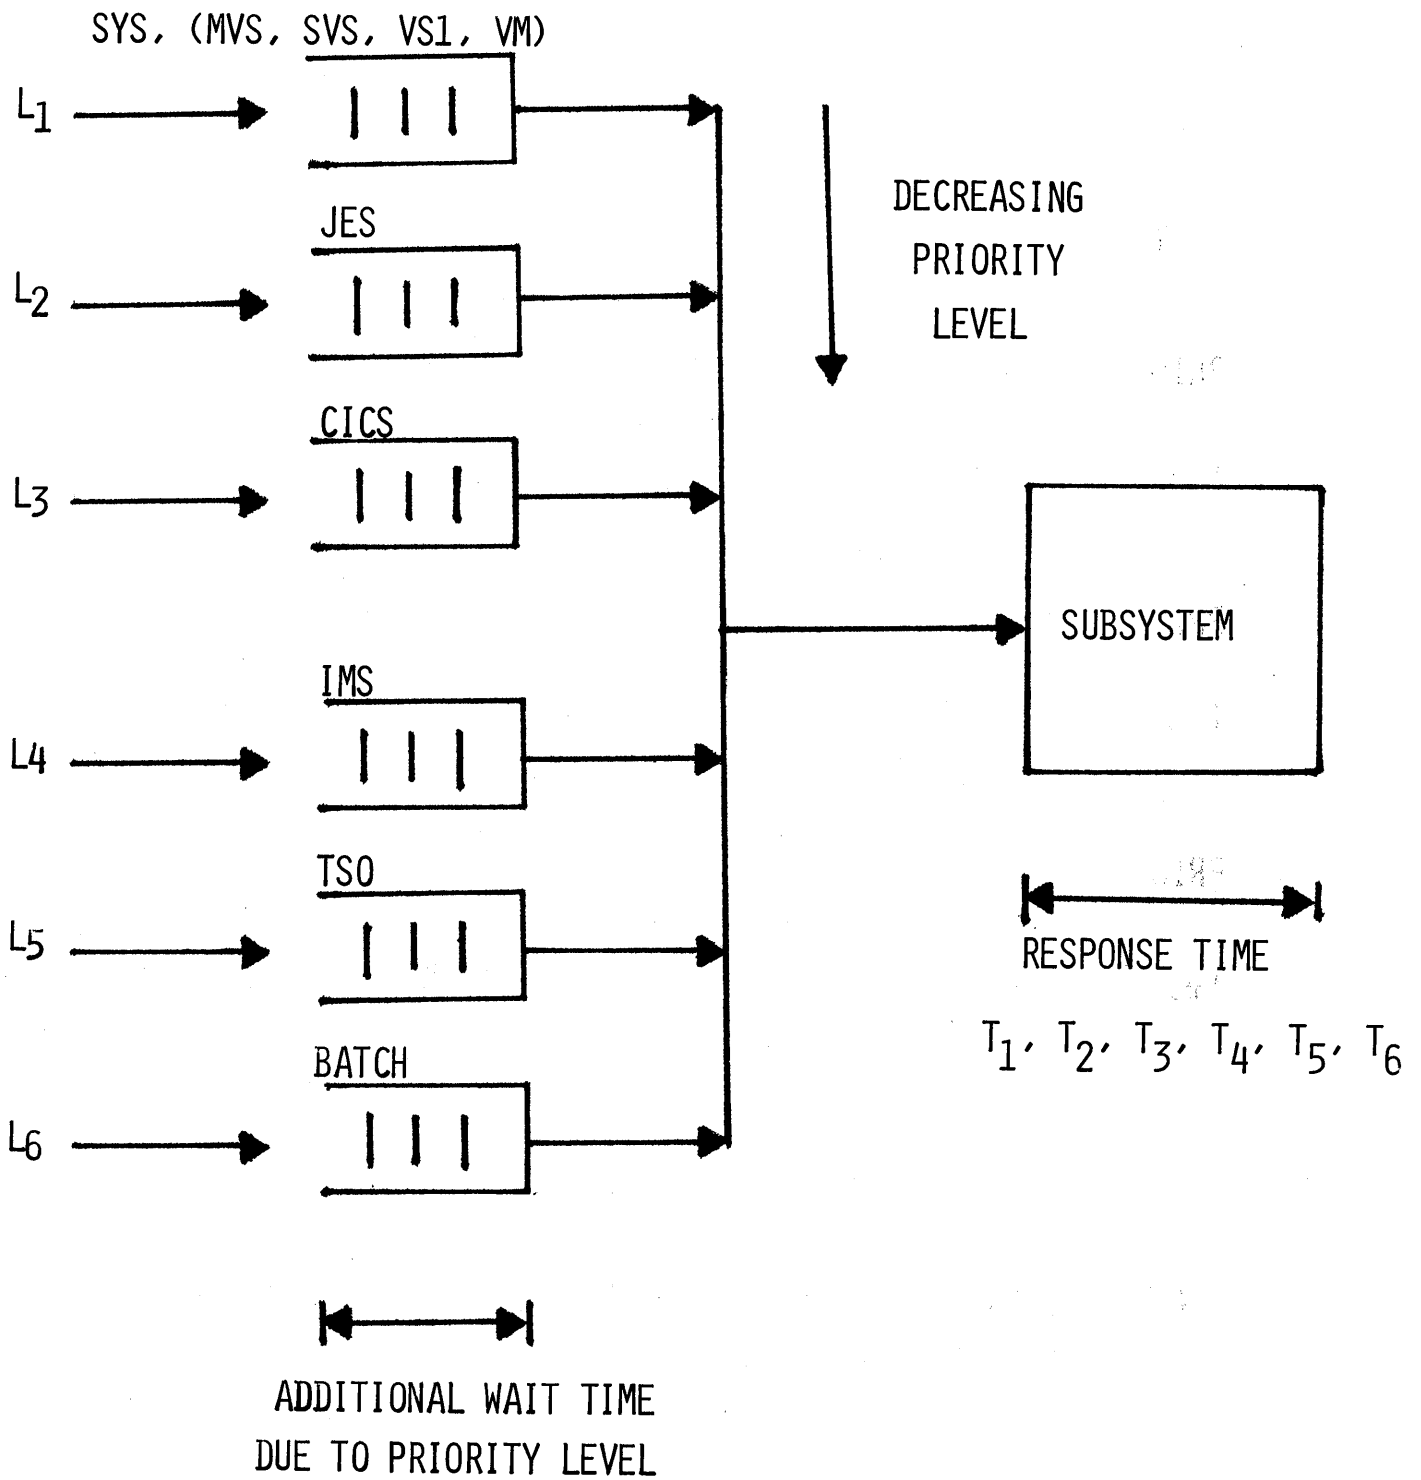 SYS, (MVS, SVS, VS1, VM)
L1
JES
L2
CICS
L3
IMS
L4
TSO
L5
BATCH
L6
DECREASING
PRIORITY
LEVEL
SUBSYSTEM
RESPONSE TIME
T1, T2, T3, T4, T5, T6
ADDITIONAL WAIT TIME
DUE TO PRIORITY LEVEL